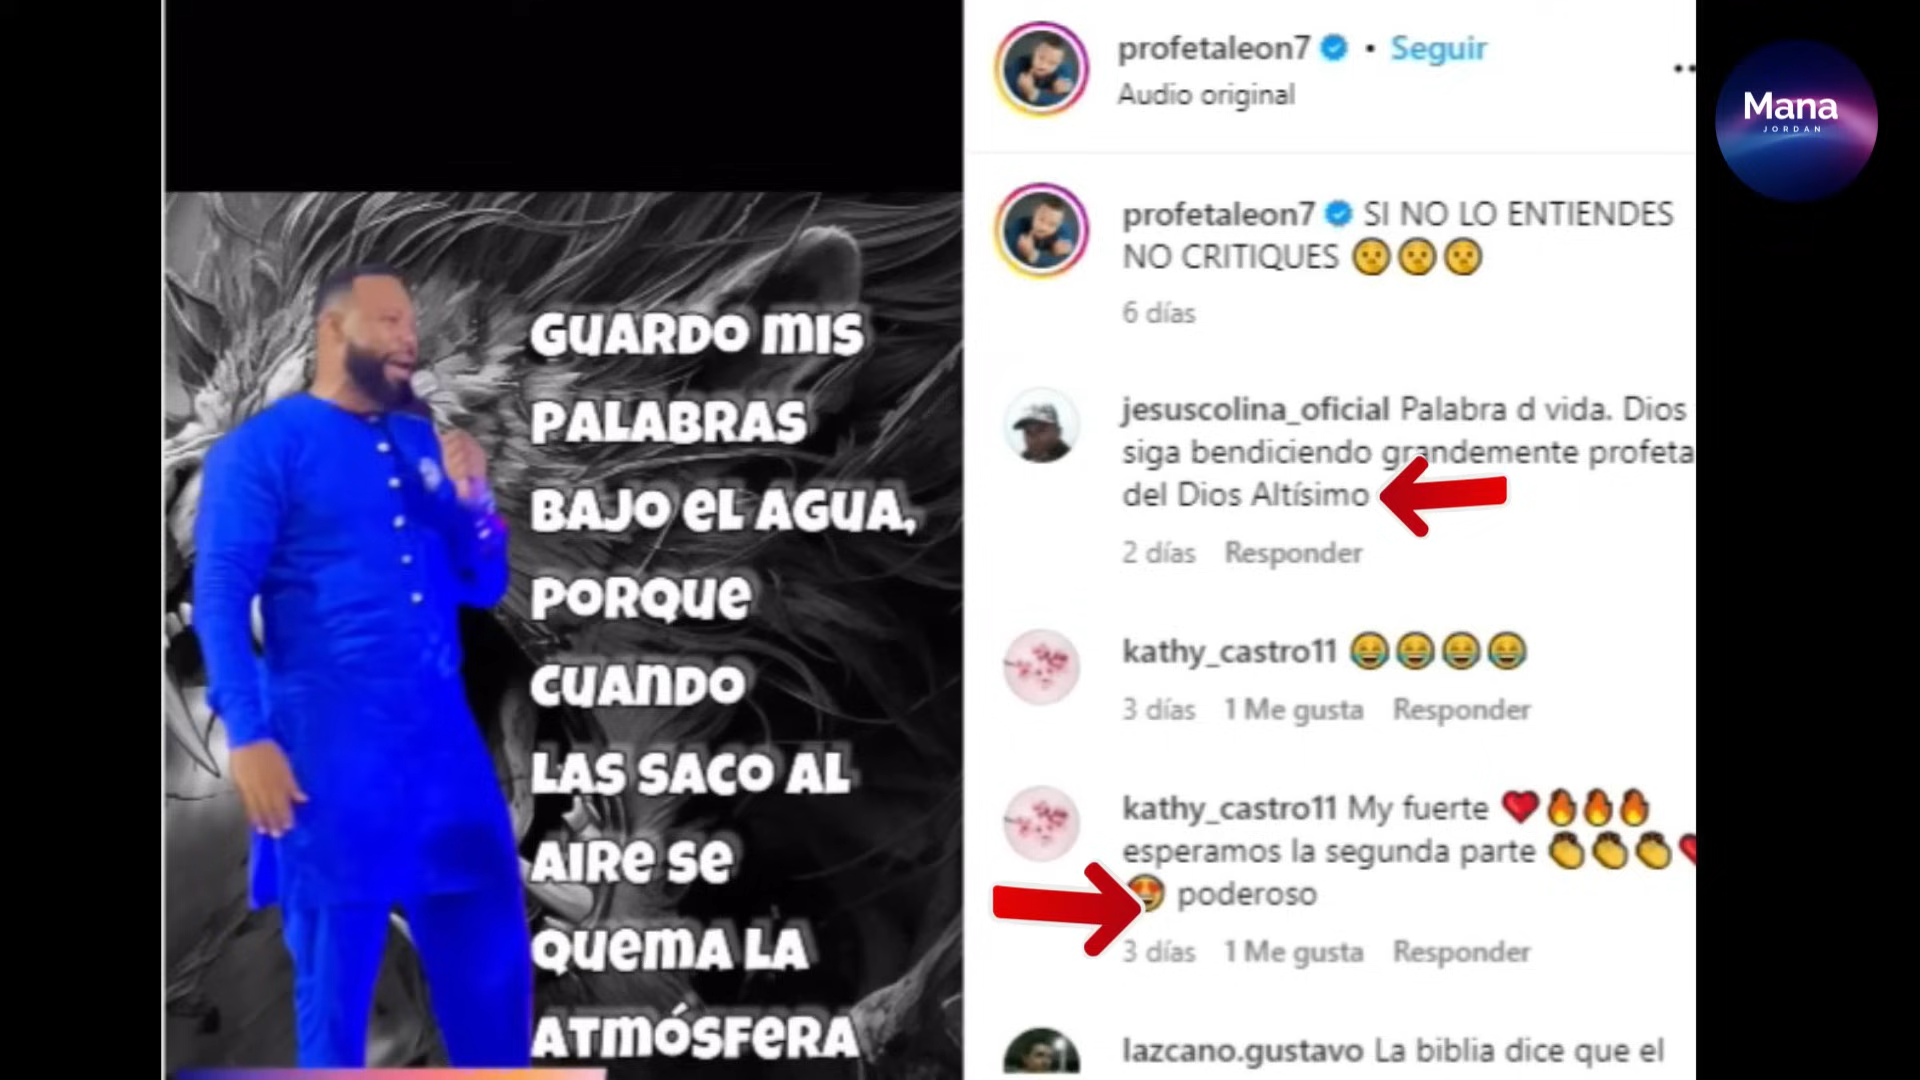 GUARDO MIS
PALABRAS
BAJO EL AGUA,
PORQUE
CUANDO
LAS SACO AL
AIRE SE
QUEMA LA
ATMÓSFERA
profetaleon7 • Seguir
Audio original
profetaleon7 SI NO LO ENTIENDES
NO CRITIQUES 😗😗😗
6 días
jesuscolina_oficial Palabra d vida. Dios
siga bendiciendo grandemente profeta
del Dios Altísimo
2 días Responder
kathy_castro11 😂😂😂😂
3 días 1 Me gusta Responder
kathy_castro11 My fuerte ❤️🔥🔥🔥
esperamos la segunda parte 👏👏👏❤️
😍 poderoso
3 días 1 Me gusta Responder
lazcano.gustavo La biblia dice que el
Mana
JORDAN